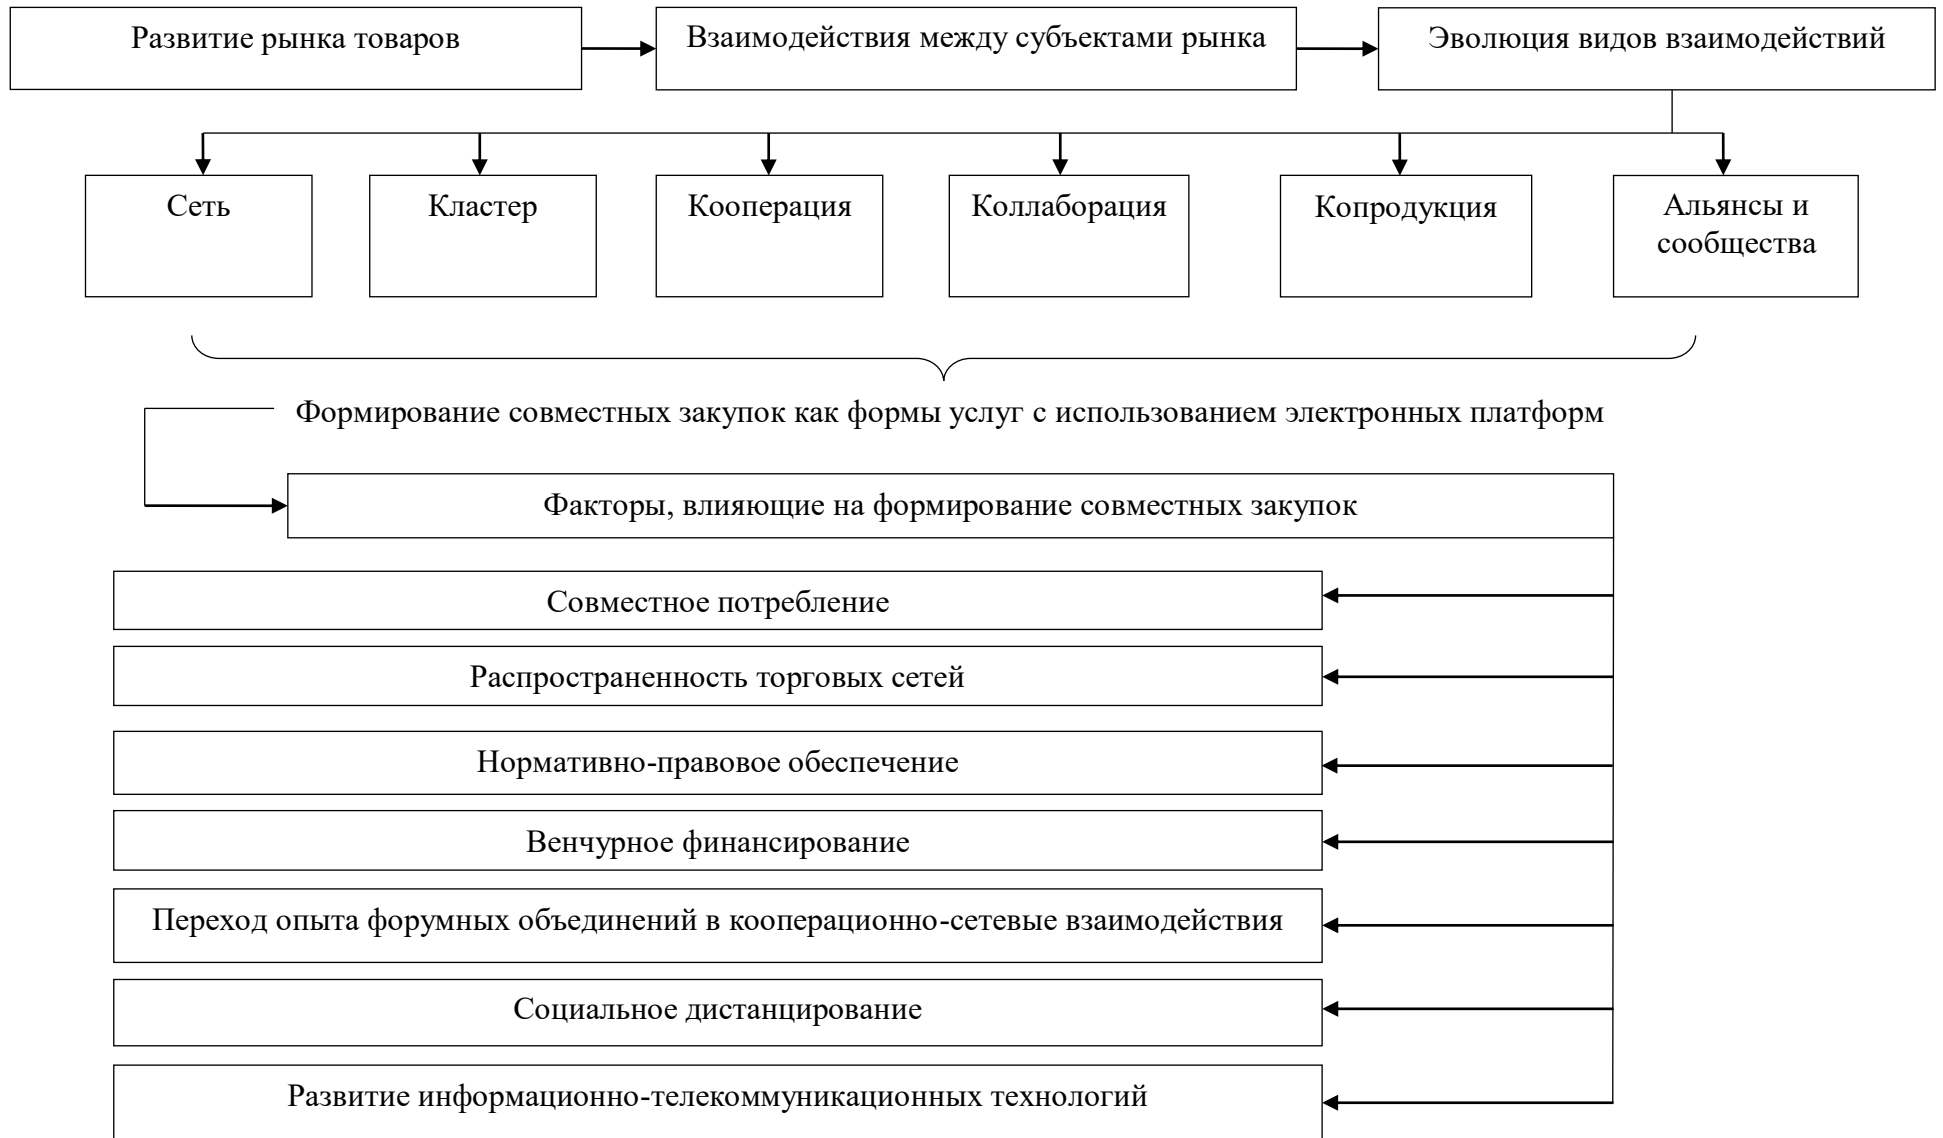 Развитие рынка товаров
Взаимодействия между субъектами рынка
Эволюция видов взаимодействий
Сеть
Кластер
Кооперация
Коллаборация
Копродукция
Альянсы и
сообщества
Формирование совместных закупок как формы услуг с использованием электронных платформ
Факторы, влияющие на формирование совместных закупок
Совместное потребление
Распространенность торговых сетей
Нормативно-правовое обеспечение
Венчурное финансирование
Переход опыта форумных объединений в кооперационно-сетевые взаимодействия
Социальное дистанцирование
Развитие информационно-телекоммуникационных технологий